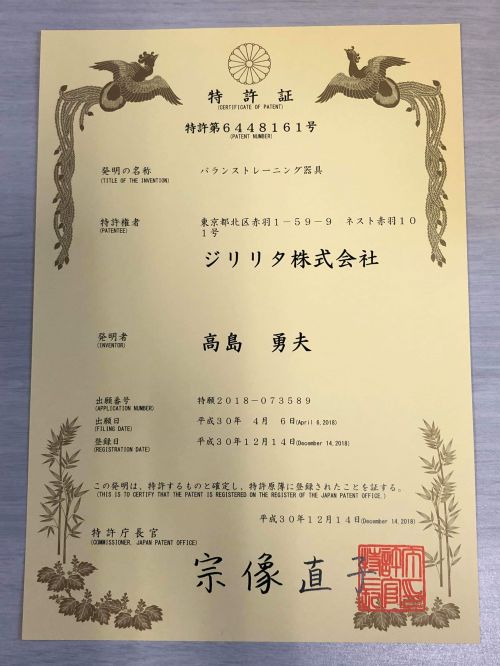 特許証
(CERTIFICATE OF PATENT)
特許第6448161号
(PATENT NUMBER)
発明の名称
(TITLE OF THE INVENTION)
バランストレーニング器具
特許権者
(PATENTEE)
東京都北区赤羽1-59-9 ネスト赤羽10
1号
ジリリタ株式会社
発明者
(INVENTOR)
高島 勇夫
出願番号
(APPLICATION NUMBER)
特願2018-073589
出願日
(FILING DATE)
平成30年 4月 6日(April 6,2018)
登録日
(REGISTRATION DATE)
平成30年12月14日(December 14,2018)
この発明は、特許するものと確定し、特許原簿に登録されたことを証する。
(THIS IS TO CERTIFY THAT THE PATENT IS REGISTERED ON THE REGISTER OF THE JAPAN PATENT OFFICE.)
平成30年12月14日(December 14,2018)
特許庁長官
(COMMISSIONER, JAPAN PATENT OFFICE)
宗像直子